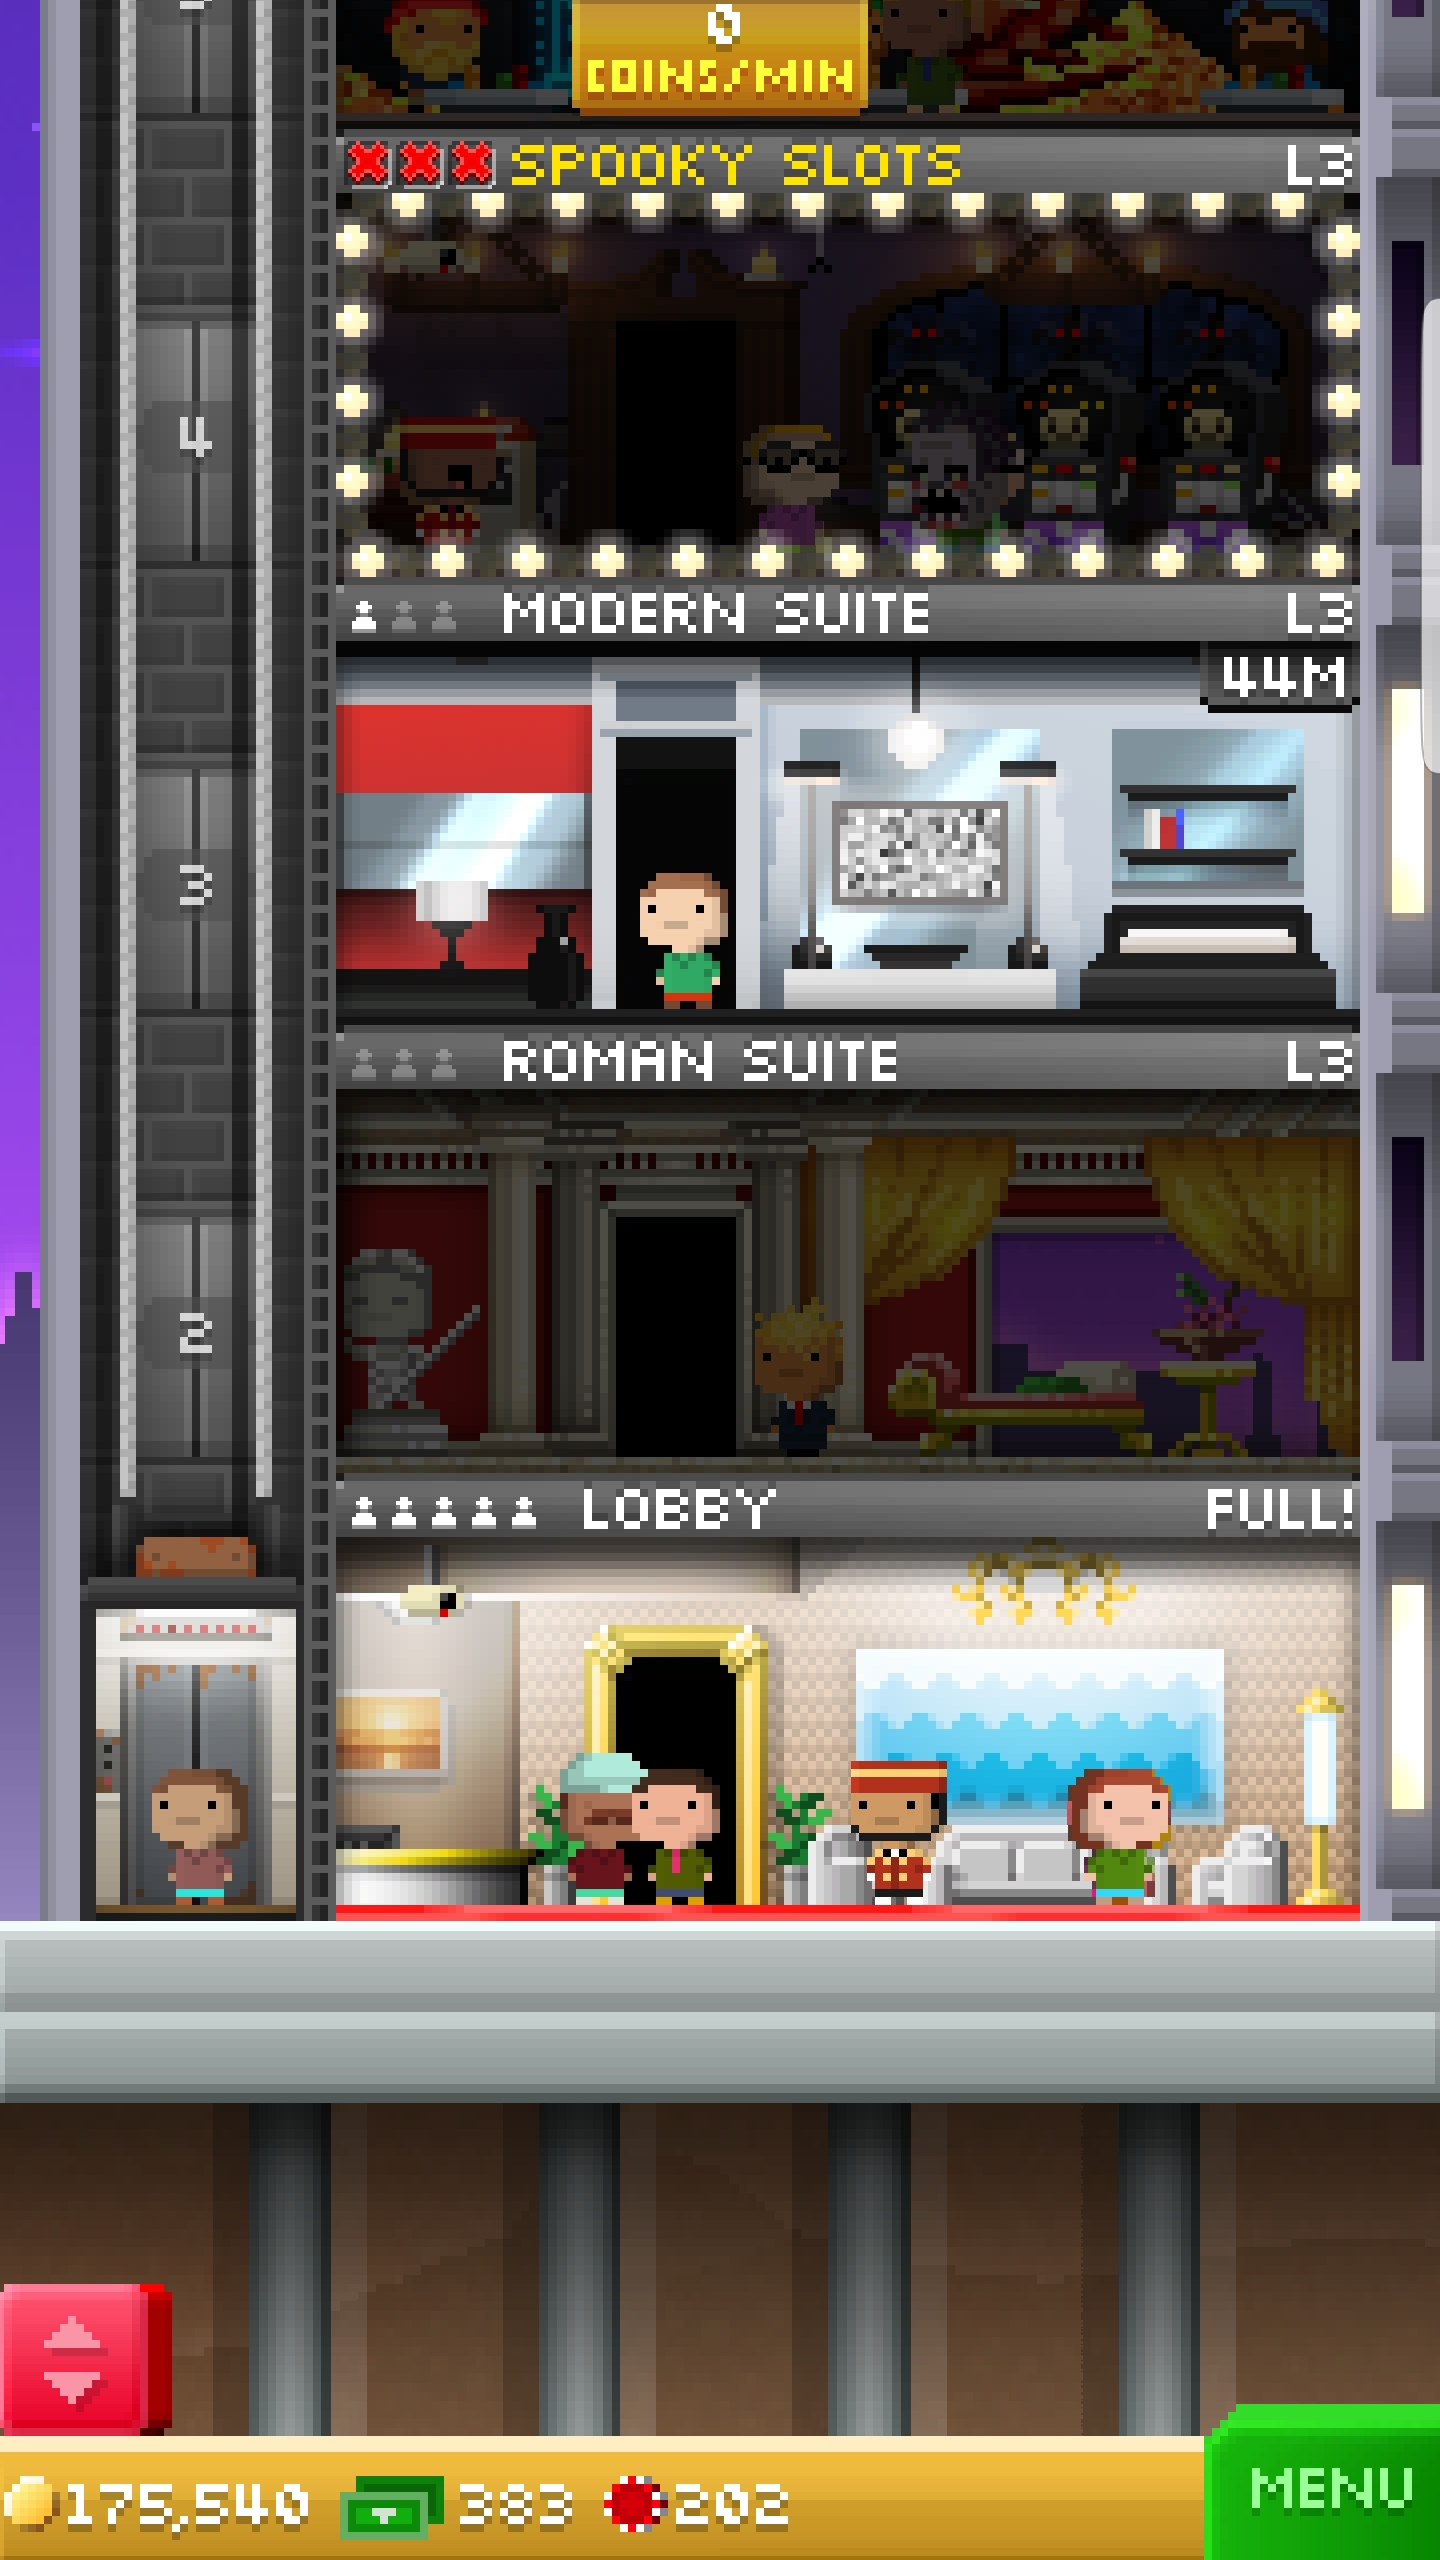 0
COINS/MIN
SPOOKY SLOTS L3
4
MODERN SUITE L3
44M
3
ROMAN SUITE L3
2
LOBBY FULL!
175,540 383 202
MENU